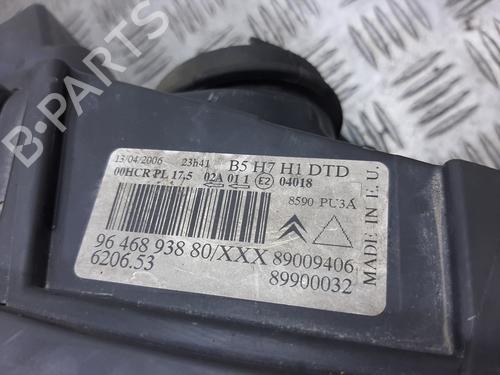 B-PARTS
13/04/2006 23h41 B5 H7 H1 DTD
00HCR PL 17,5 02A 01 1 E2 04018
8590 PU3A
MADE IN E.U.
96 468 938 80/XXX 89009406
6206.53 89900032